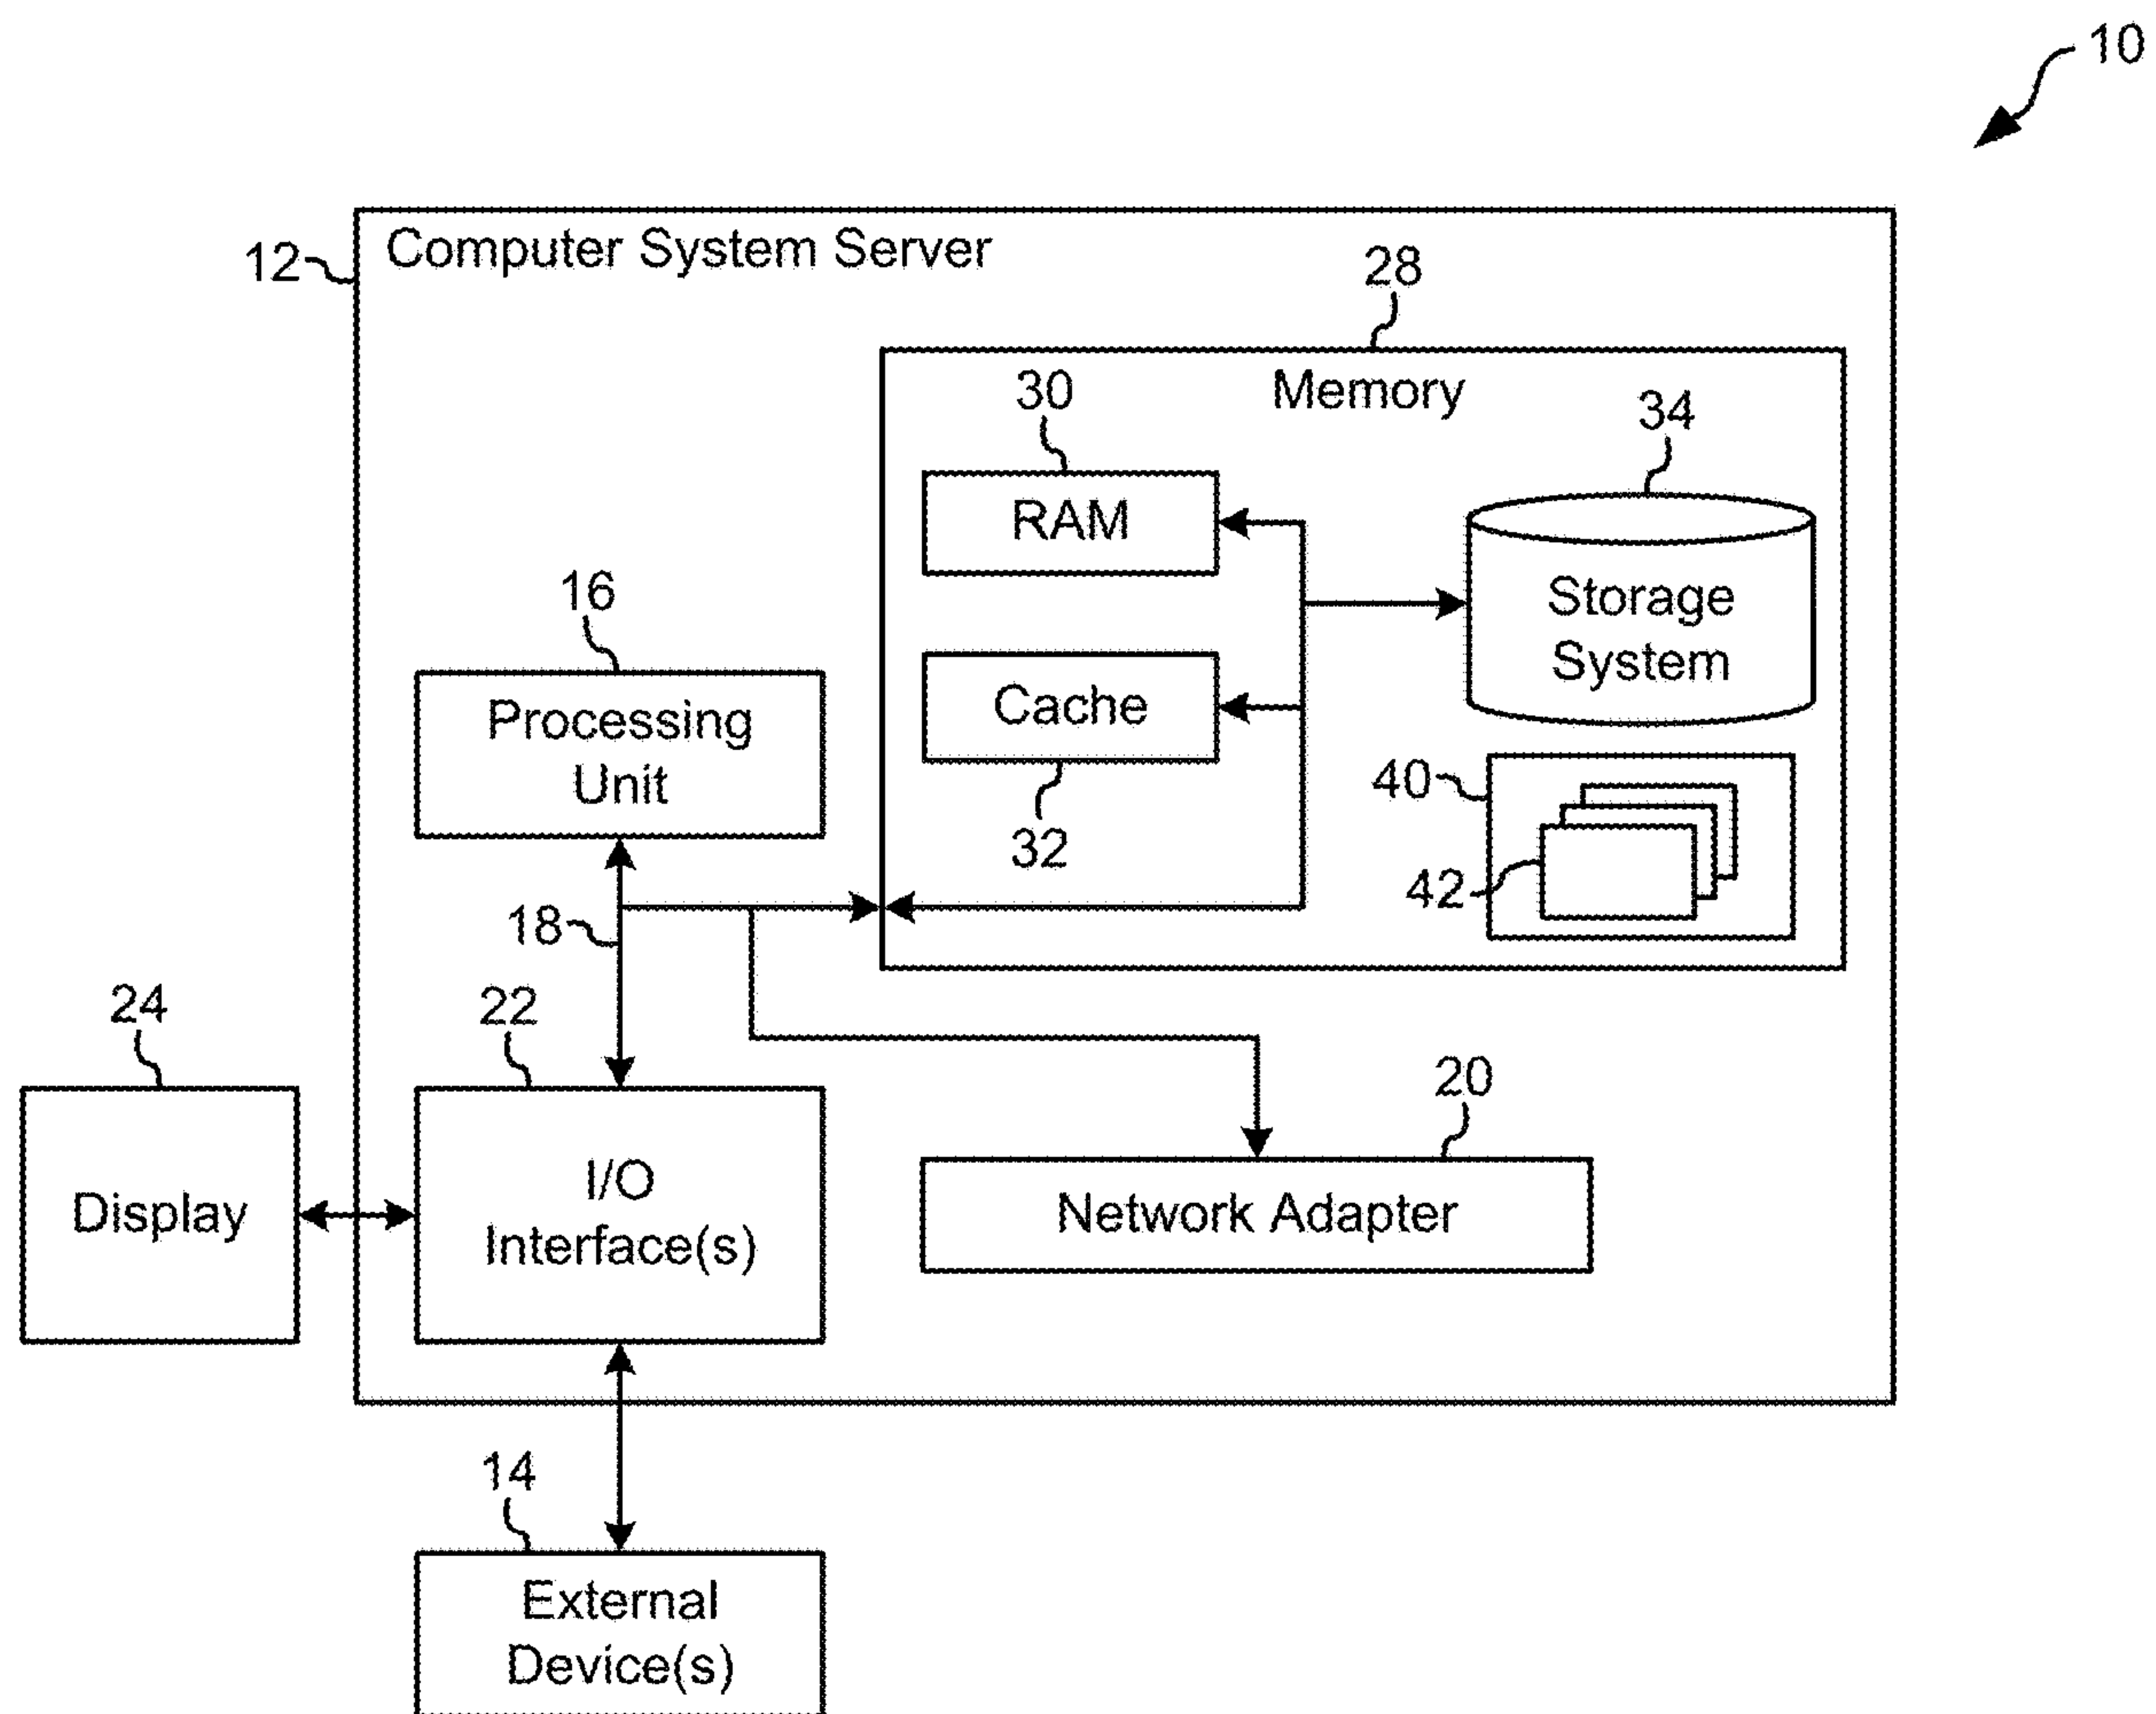 10
12
Computer System Server
28
Memory
30
34
RAM
Storage
System
16
Processing
Unit
Cache
32
40
42
18
24
22
20
Display
I/O
Interface(s)
Network Adapter
14
External
Device(s)